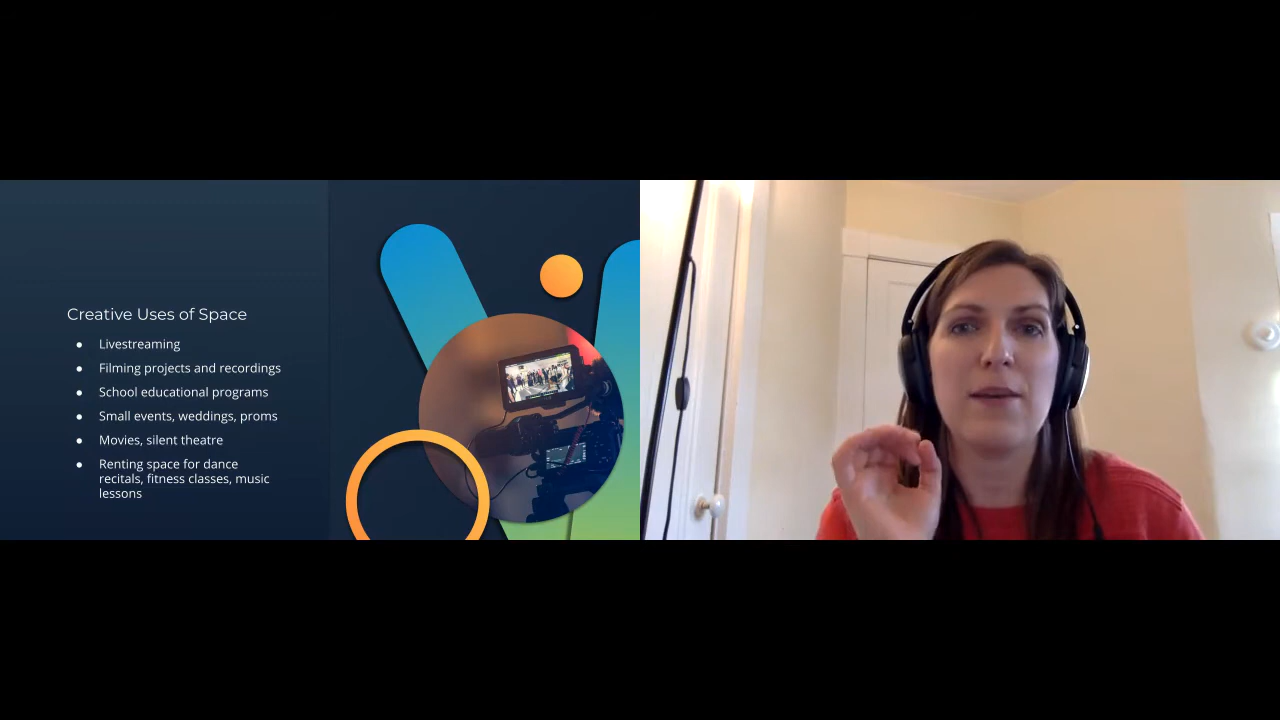 Creative Uses of Space
● Livestreaming
● Filming projects and recordings
● School educational programs
● Small events, weddings, proms
● Movies, silent theatre
● Renting space for dance
recitals, fitness classes, music
lessons